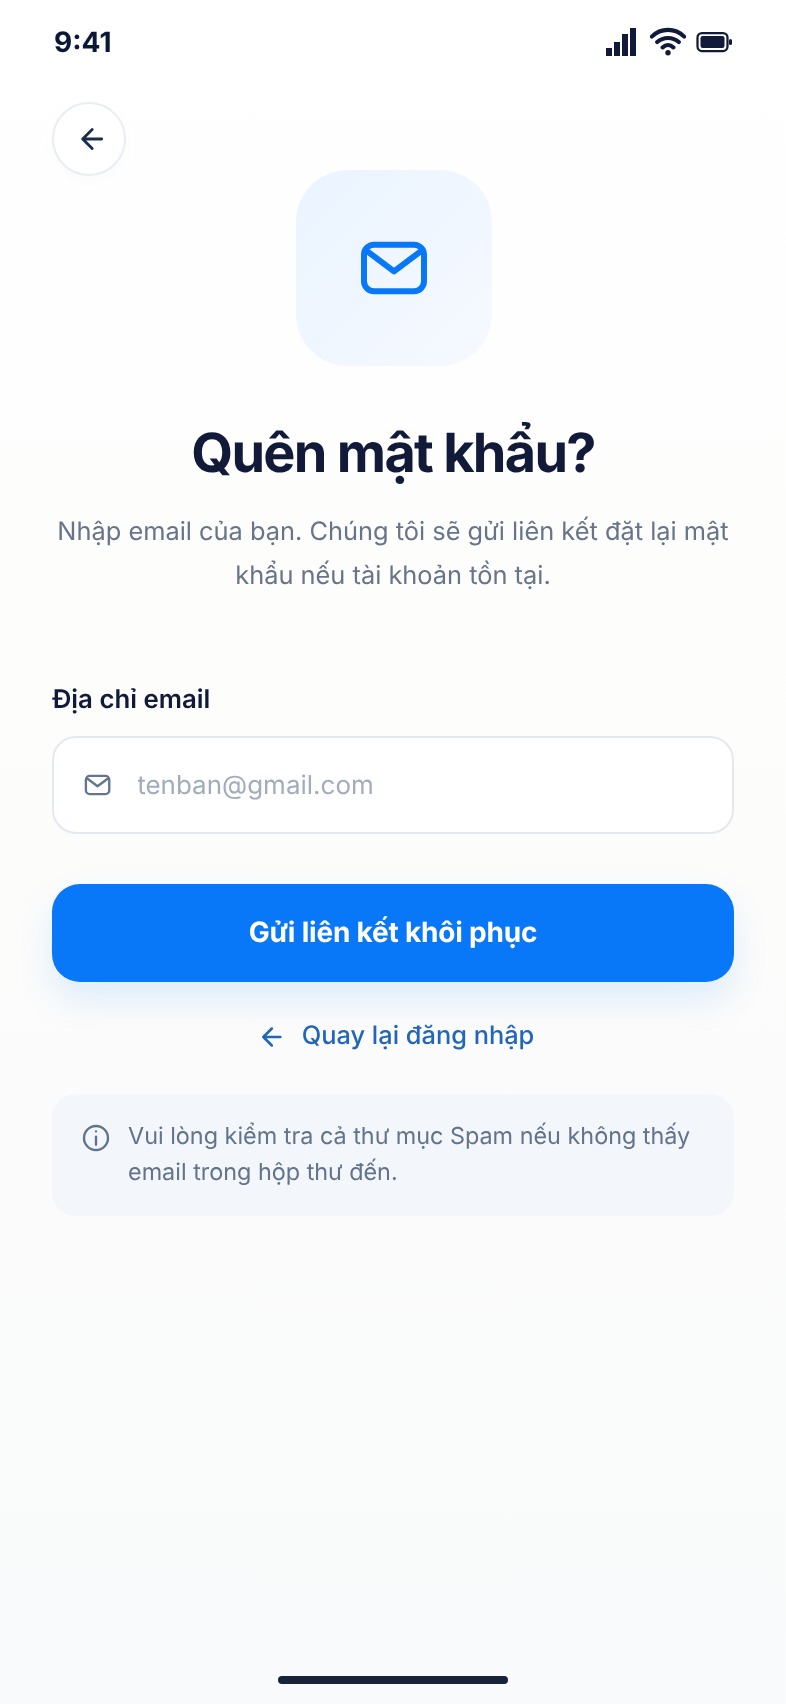 9:41
Quên mật khẩu?
Nhập email của bạn. Chúng tôi sẽ gửi liên kết đặt lại mật
khẩu nếu tài khoản tồn tại.
Địa chỉ email
tenban@gmail.com
Gửi liên kết khôi phục
Quay lại đăng nhập
Vui lòng kiểm tra cả thư mục Spam nếu không thấy
email trong hộp thư đến.